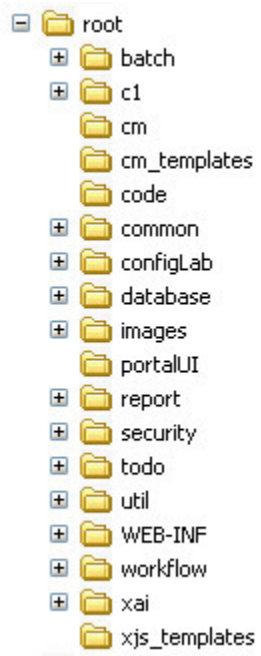 root
batch
c1
cm
cm_templates
code
common
configLab
database
images
portalUI
report
security
todo
util
WEB-INF
workflow
xai
xjs_templates